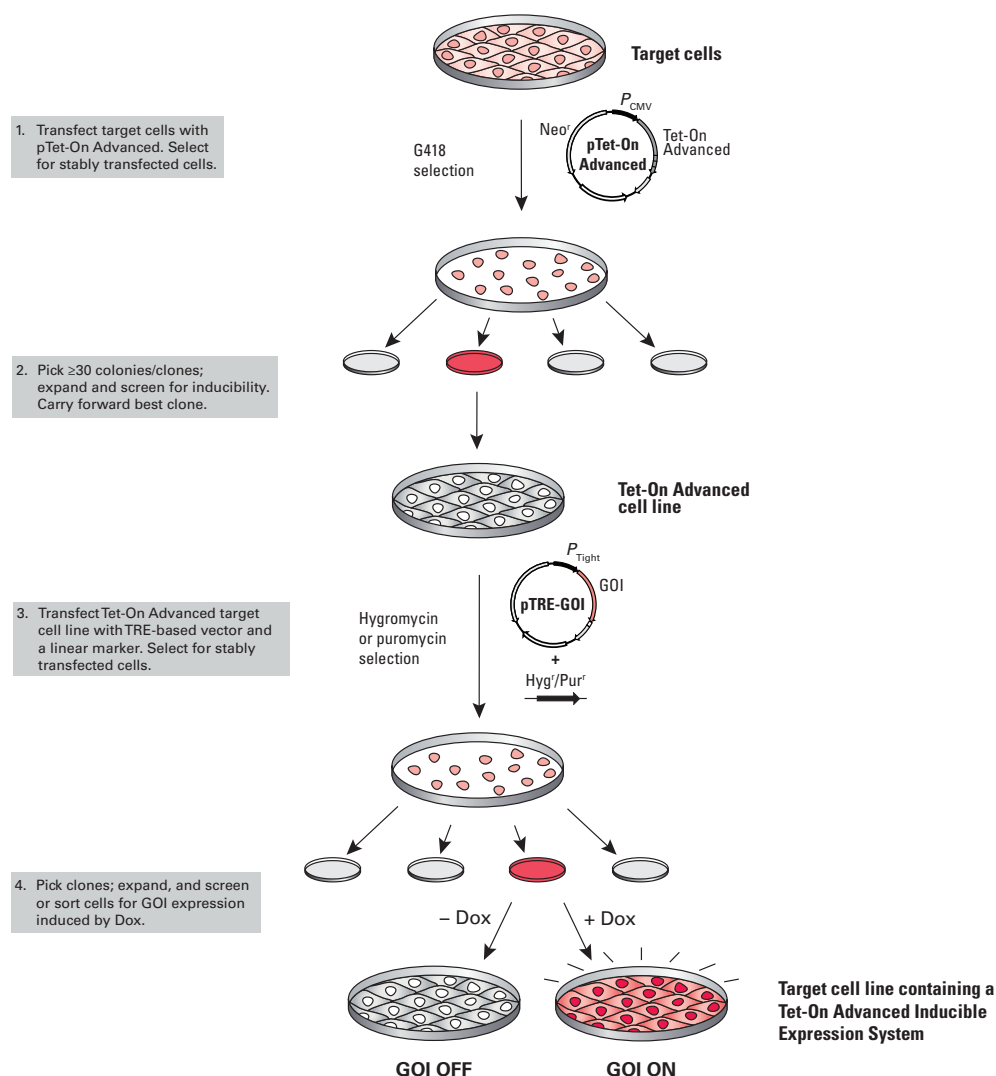 Target cells
1. Transfect target cells with
pTet-On Advanced. Select
for stably transfected cells.
G418
selection
PCMV
Neoʳ
Tet-On
Advanced
pTet-On
Advanced
2. Pick ≥30 colonies/clones;
expand and screen for inducibility.
Carry forward best clone.
Tet-On Advanced
cell line
3. Transfect Tet-On Advanced target
cell line with TRE-based vector and
a linear marker. Select for stably
transfected cells.
Hygromycin
or puromycin
selection
PTight
GOI
pTRE-GOI
+
Hygʳ/Purʳ
4. Pick clones; expand, and screen
or sort cells for GOI expression
induced by Dox.
– Dox
+ Dox
Target cell line containing a
Tet-On Advanced Inducible
Expression System
GOI OFF
GOI ON